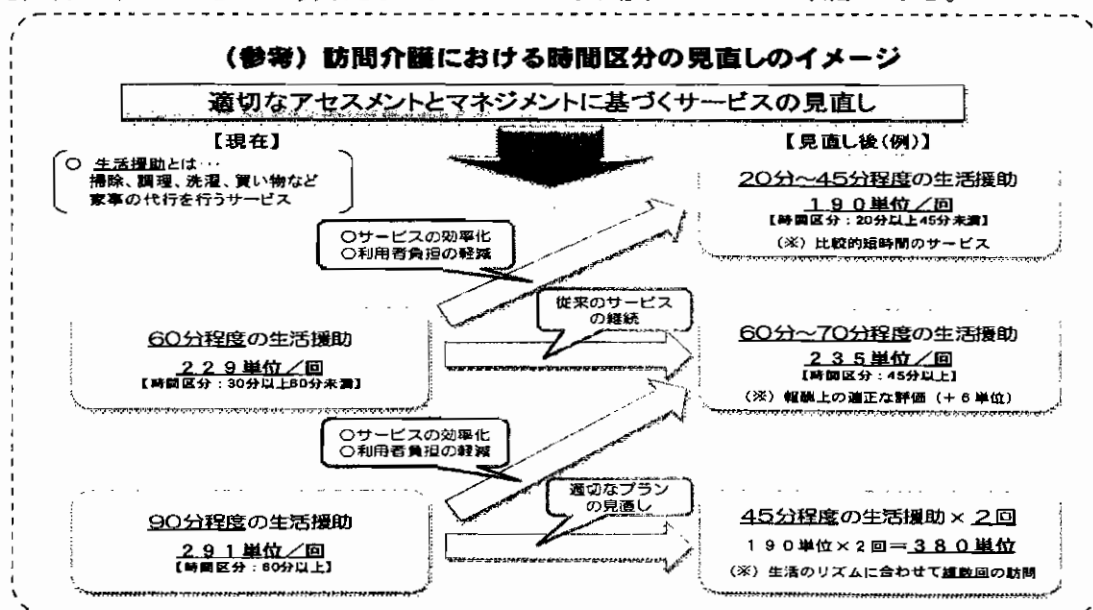 （参考）訪問介護における時間区分の見直しのイメージ
適切なアセスメントとマネジメントに基づくサービスの見直し
【現在】
○ 生活援助とは…
掃除、調理、洗濯、買い物など
家事の代行を行うサービス
【見直し後（例）】
20分～45分程度の生活援助
190単位／回
【時間区分：20分以上45分未満】
（※）比較的短時間のサービス
○サービスの効率化
○利用者負担の軽減
従来のサービス
の継続
60分程度の生活援助
229単位／回
【時間区分：30分以上60分未満】
60分～70分程度の生活援助
235単位／回
【時間区分：45分以上】
（※）報酬上の適正な評価（＋6単位）
○サービスの効率化
○利用者負担の軽減
適切なプラン
の見直し
90分程度の生活援助
291単位／回
【時間区分：60分以上】
45分程度の生活援助×2回
190単位×2回＝380単位
（※）生活のリズムに合わせて複数回の訪問